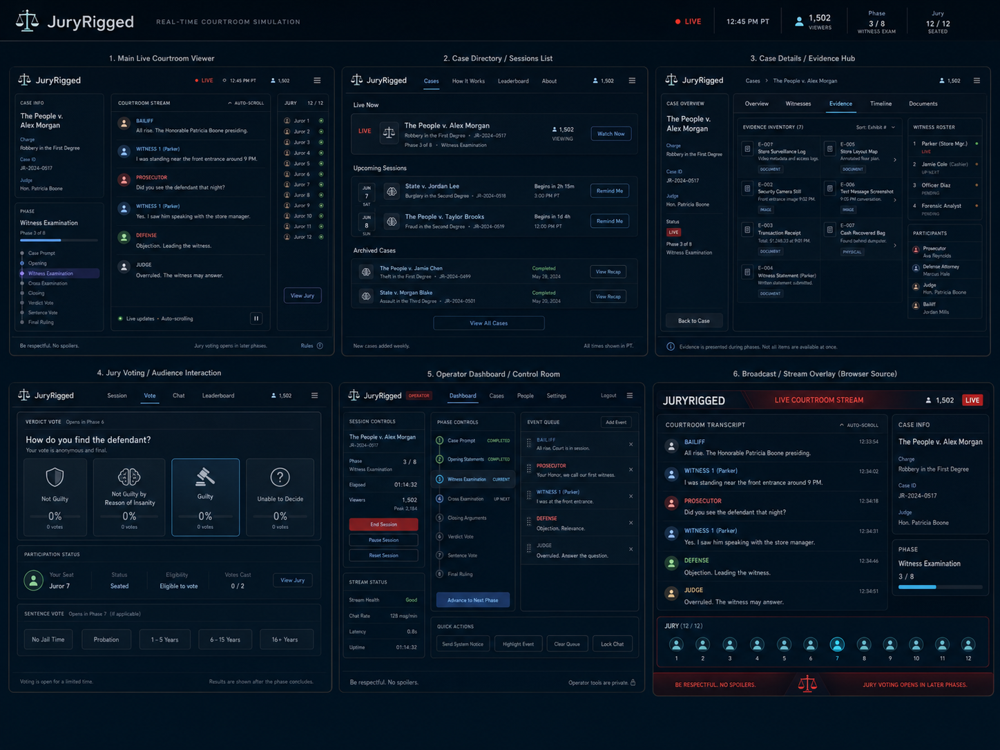 JuryRigged
REAL-TIME COURTROOM SIMULATION
LIVE
12:45 PM PT
1,502
VIEWERS
Phase
3 / 8
WITNESS EXAM
Jury
12 / 12
SEATED
1. Main Live Courtroom Viewer
JuryRigged
LIVE
12:45 PM PT
1,502
CASE INFO
The People v.
Alex Morgan
Charge
Robbery in the First Degree
Case ID
JR-2024-0517
Judge
Hon. Patricia Boone
PHASE
Witness Examination
Phase 3 of 8
Case Prompt
Opening
Witness Examination
Cross Examination
Closing
Verdict Vote
Sentence Vote
Final Ruling
COURTROOM STREAM
AUTO-SCROLL
BAILIFF
All rise. The Honorable Patricia Boone presiding.
WITNESS 1 (Parker)
I was standing near the front entrance around 9 PM.
PROSECUTOR
Did you see the defendant that night?
WITNESS 1 (Parker)
Yes. I saw him speaking with the store manager.
DEFENSE
Objection. Leading the witness.
JUDGE
Overruled. The witness may answer.
Live updates • Auto-scrolling
JURY 12 / 12
Juror 1
Juror 2
Juror 3
Juror 4
Juror 5
Juror 6
Juror 7
Juror 8
Juror 9
Juror 10
Juror 11
Juror 12
View Jury
Be respectful. No spoilers.
Jury voting opens in later phases.
Rules
2. Case Directory / Sessions List
JuryRigged
Cases
How It Works
Leaderboard
About
1,502
Live Now
LIVE
The People v. Alex Morgan
Robbery in the First Degree • JR-2024-0517
Phase 3 of 8 • Witness Examination
1,502
VIEWING
Watch Now
Upcoming Sessions
JUN
7
SAT
State v. Jordan Lee
Burglary in the Second Degree • JR-2024-0518
Begins in 2h 15m
3:00 PM PT
Remind Me
JUN
8
SUN
The People v. Taylor Brooks
Fraud in the Second Degree • JR-2024-0519
Begins in 1d 4h
12:00 PM PT
Remind Me
Archived Cases
The People v. Jamie Chen
Theft in the First Degree • JR-2024-0499
Completed
May 29, 2024
View Recap
State v. Morgan Blake
Assault in the Third Degree • JR-2024-0501
Completed
May 20, 2024
View Recap
View All Cases
New cases added weekly.
All times shown in PT.
3. Case Details / Evidence Hub
JuryRigged
Cases > The People v. Alex Morgan
1,502
CASE OVERVIEW
The People v.
Alex Morgan
Charge
Robbery in the First Degree
Case ID
JR-2024-0517
Judge
Hon. Patricia Boone
Status
LIVE
Phase 3 of 8
Witness Examination
Back to Case
Overview
Witnesses
Evidence
Timeline
Documents
EVIDENCE INVENTORY (7)
Sort: Exhibit #
E-007
Store Surveillance Log
Video metadata and access logs.
DOCUMENT
E-005
Store Layout Map
Annotated floor plan.
DOCUMENT
E-002
Security Camera Still
Front entrance image 9:02 PM.
IMAGE
E-006
Text Message Screenshot
9:05 PM conversation.
IMAGE
E-003
Transaction Receipt
at 9:01 PM.
DOCUMENT
E-007
Cash Recovered Bag
Found behind dumpster.
PHYSICAL
E-004
Witness Statement (Parker)
Written statement submitted.
DOCUMENT
WITNESS ROSTER
1 Parker (Store Mgr.)
LIVE
2 Jamie Cole (Cashier)
UP NEXT
3 Officer Diaz
PENDING
4 Forensic Analyst
PENDING
PARTICIPANTS
Prosecutor
Ava Reynolds
Defense Attorney
Marcus Hale
Judge
Hon. Patricia Boone
Bailiff
Jordan Mills
Evidence is presented during phases. Not all items are available at once.
4. Jury Voting / Audience Interaction
JuryRigged
Session
Vote
Chat
Leaderboard
1,502
VERDICT VOTE Opens in Phase 6
How do you find the defendant?
Your vote is anonymous and final.
Not Guilty
0%
0 votes
Not Guilty by
Reason of Insanity
0%
0 votes
Guilty
0%
0 votes
Unable to Decide
0%
0 votes
PARTICIPATION STATUS
Your Seat
Juror 7
Status
Seated
Eligibility
Eligible to vote
Votes Cast
0 / 2
View Jury
SENTENCE VOTE Opens in Phase 7 (if applicable)
No Jail Time
Probation
1 – 5 Years
6 – 15 Years
16+ Years
Voting is open for a limited time.
Results are shown after the phase concludes.
5. Operator Dashboard / Control Room
JuryRigged
OPERATOR
Dashboard
Cases
People
Settings
Logout
SESSION CONTROLS
The People v. Alex Morgan
JR-2024-0517
Phase 3 / 8
Witness Examination
Elapsed 01:14:32
Viewers 1,502
Peak 2,184
End Session
Pause Session
Reset Session
STREAM STATUS
Stream Health Good
Chat Rate 128 msg/min
Latency 0.8s
Uptime 01:14:32
PHASE CONTROLS
1 Case Prompt COMPLETED
2 Opening Statements COMPLETED
3 Witness Examination CURRENT
4 Cross Examination UP NEXT
5 Closing Arguments
6 Verdict Vote
7 Sentence Vote
8 Final Ruling
Advance to Next Phase
EVENT QUEUE
Add Event
BAILIFF
All rise. Court is in session.
PROSECUTOR
Your Honor, we call our first witness.
WITNESS 1 (Parker)
I was at the front entrance.
DEFENSE
Objection. Relevance.
JUDGE
Overruled. Answer the question.
QUICK ACTIONS
Send System Notice
Highlight Event
Clear Queue
Lock Chat
Be respectful. No spoilers.
Operator tools are private.
6. Broadcast / Stream Overlay (Browser Source)
JURYRIGGED
LIVE COURTROOM STREAM
1,502
LIVE
COURTROOM TRANSCRIPT
AUTO-SCROLL
BAILIFF 12:33:54
All rise. The Honorable Patricia Boone presiding.
WITNESS 1 (Parker) 12:34:02
I was standing near the front entrance around 9 PM.
PROSECUTOR 12:34:18
Did you see the defendant that night?
WITNESS 1 (Parker) 12:34:31
Yes. I saw him speaking with the store manager.
DEFENSE 12:34:46
Objection. Leading the witness.
JUDGE 12:34:51
Overruled. The witness may answer.
CASE INFO
The People v. Alex Morgan
Charge
Robbery in the First Degree
Case ID
JR-2024-0517
Judge
Hon. Patricia Boone
PHASE
Witness Examination
3 / 8
JURY (12 / 12)
1 2 3 4 5 6 7 8 9 10 11 12
BE RESPECTFUL. NO SPOILERS.
JURY VOTING OPENS IN LATER PHASES.